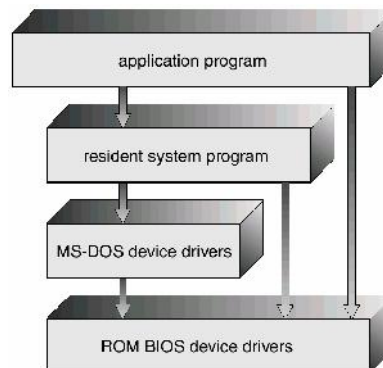 application program
resident system program
MS-DOS device drivers
ROM BIOS device drivers